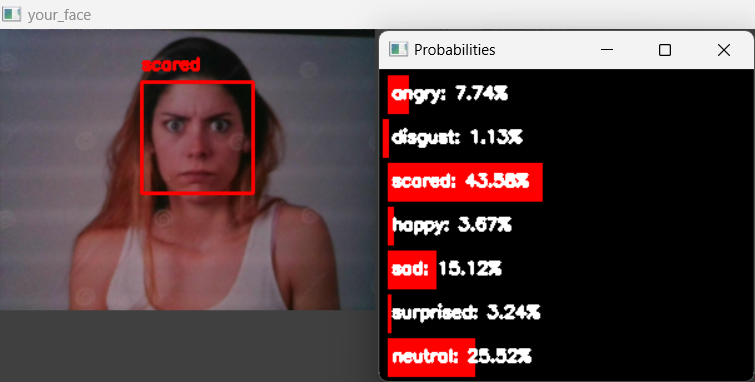 your_face
scared
Probabilities
angry: 7.74%
disgust: 1.13%
scared: 43.58%
happy: 3.67%
sad: 15.12%
surprised: 3.24%
neutral: 25.52%